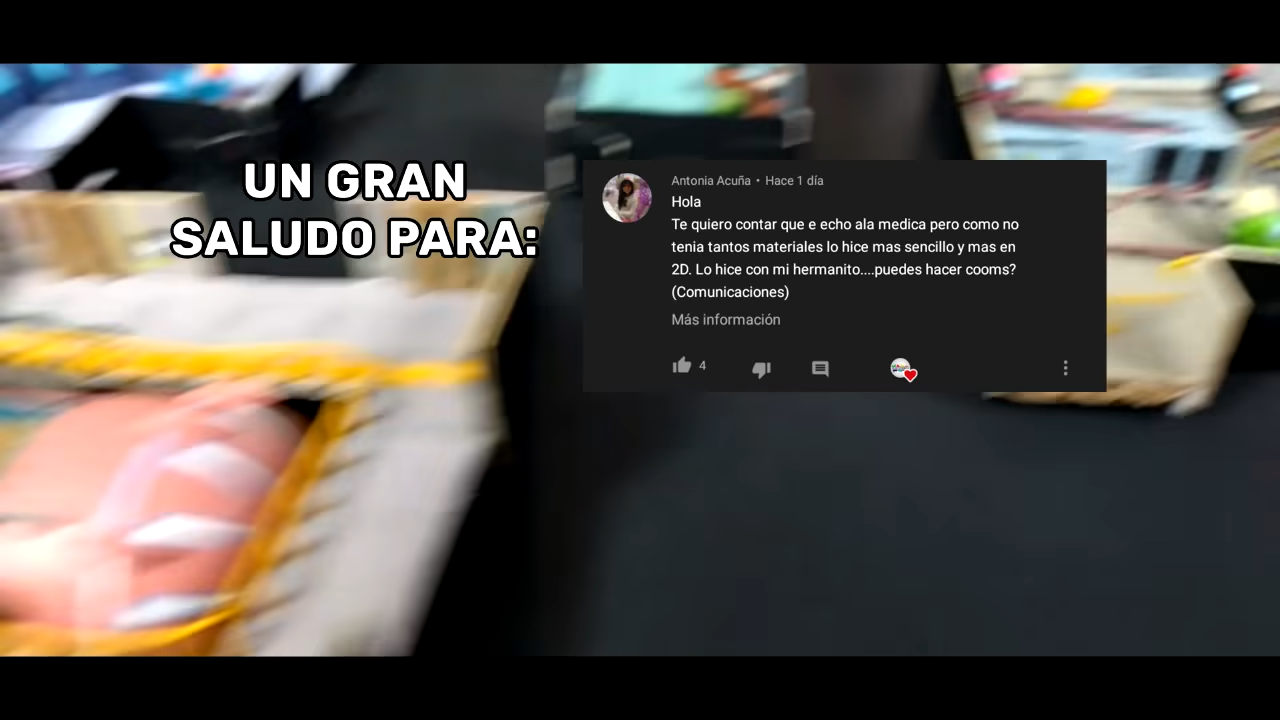 UN GRAN
SALUDO PARA:
Antonia Acuña • Hace 1 día
Hola
Te quiero contar que e echo ala medica pero como no
tenia tantos materiales lo hice mas sencillo y mas en
2D. Lo hice con mi hermanito....puedes hacer cooms?
(Comunicaciones)
Más información
4